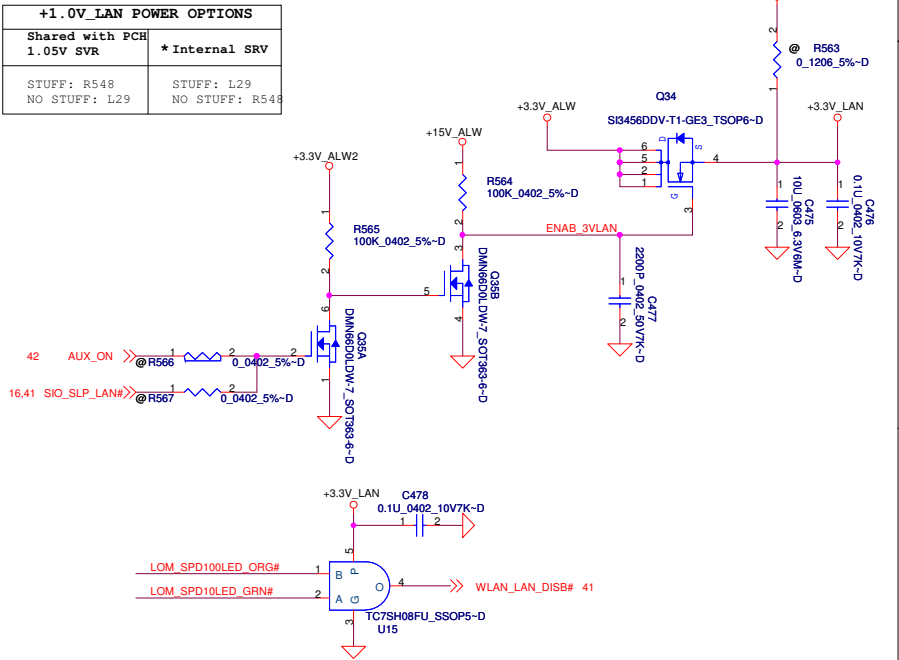 +1.0V_LAN POWER OPTIONS
Shared with PCH
1.05V SVR
* Internal SRV
STUFF: R548
NO STUFF: L29
STUFF: L29
NO STUFF: R548
2
@ R563
0_1206_5%~D
1
Q34
SI3456DDV-T1-GE3_TSOP6~D
+3.3V_ALW
+3.3V_LAN
6
5
2
1
D
S
G
4
3
+15V_ALW
1
R564
100K_0402_5%~D
2
+3.3V_ALW2
1
R565
100K_0402_5%~D
2
ENAB_3VLAN
1
C475
10U_0603_6.3V6M~D
2
1
C476
0.1U_0402_10V7K~D
2
3
5
Q35B
DMN66D0LDW-7_SOT363-6~D
4
1
C477
2200P_0402_50V7K~D
2
6
2
Q35A
DMN66D0LDW-7_SOT363-6~D
1
42 AUX_ON
1 2
@R566 0_0402_5%~D
16,41 SIO_SLP_LAN#
1 2
@R567 0_0402_5%~D
+3.3V_LAN
C478
0.1U_0402_10V7K~D
1 2
5
LOM_SPD100LED_ORG# 1
B P
LOM_SPD10LED_GRN# 2
A G
O
4
WLAN_LAN_DISB# 41
3
TC7SH08FU_SSOP5~D
U15